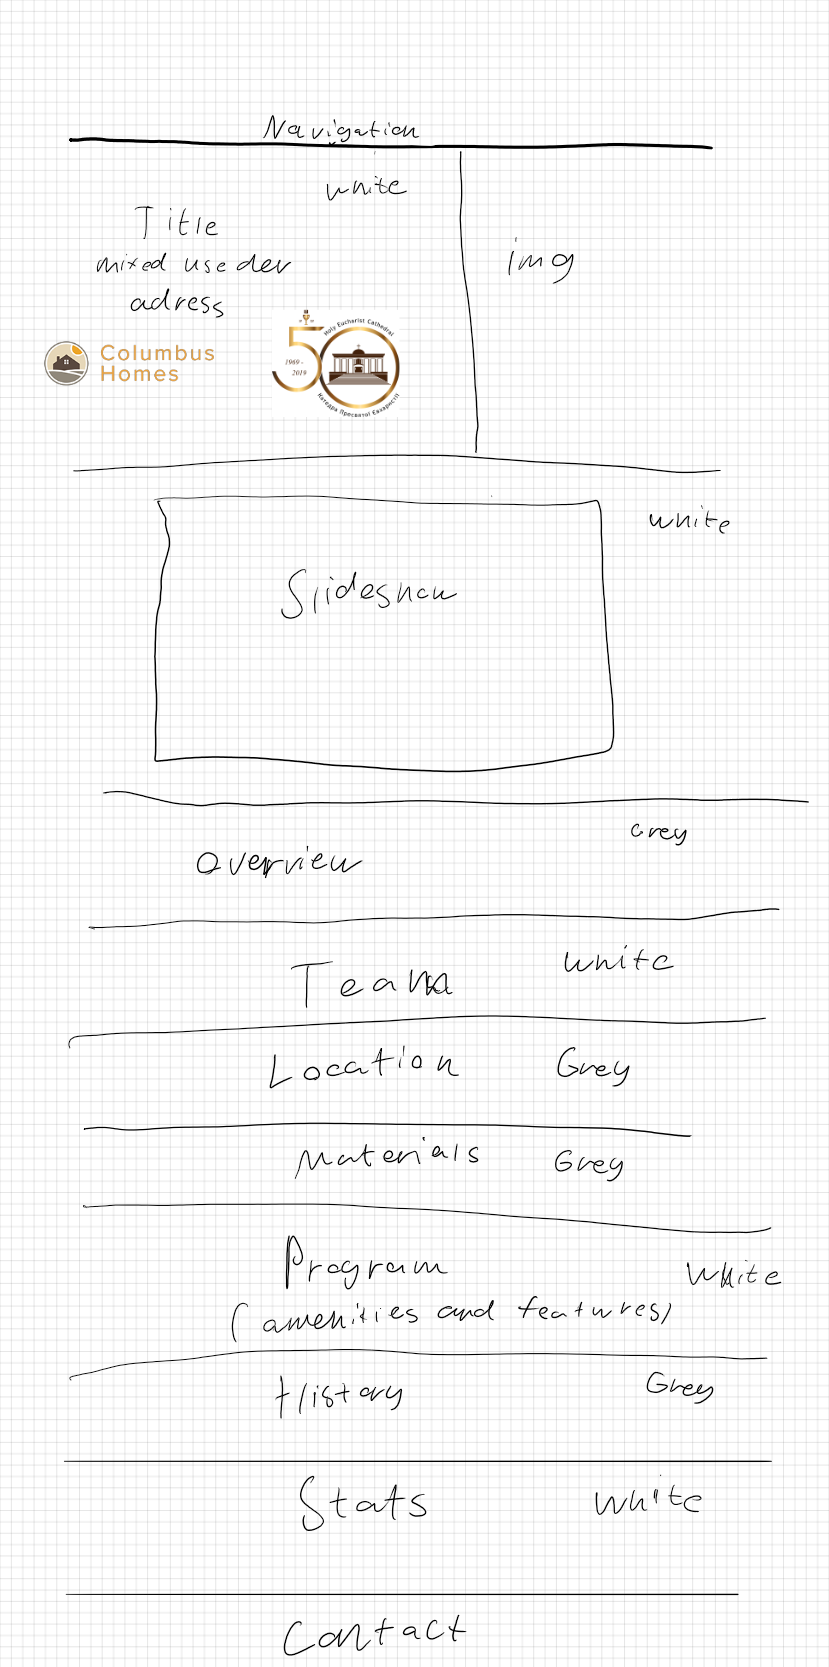 Navigation
white
Title
mixed use dev
adress
img
Columbus
Homes
50
1969 -
2019
Holy Eucharist Cathedral
Катедра Пресвятої Евхаристії
white
Slideshow
Grey
Overview
Team white
Location Grey
Materials Grey
Program
White
(amenities and features)
History Grey
Stats white
Contact